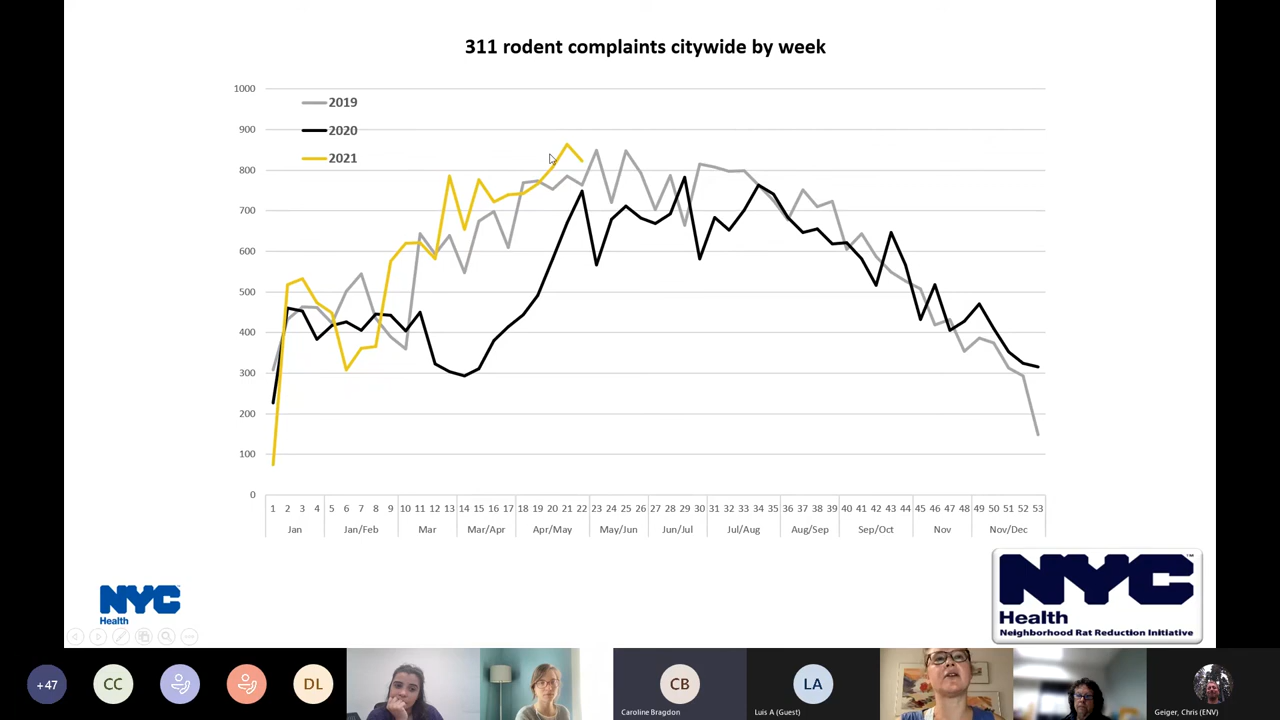 311 rodent complaints citywide by week
1000
900
800
700
600
500
400
300
200
100
0
2019
2020
2021
1 2 3 4 5 6 7 8 9 10 11 12 13 14 15 16 17 18 19 20 21 22 23 24 25 26 27 28 29 30 31 32 33 34 35 36 37 38 39 40 41 42 43 44 45 46 47 48 49 50 51 52 53
Jan Jan/Feb Mar Mar/Apr Apr/May May/Jun Jun/Jul Jul/Aug Aug/Sep Sep/Oct Nov Nov/Dec
NYC
Health
NYC™
Health
Neighborhood Rat Reduction Initiative
+47 CC DL CB LA
Caroline Bragdon Luis A (Guest) Geiger, Chris (ENV)